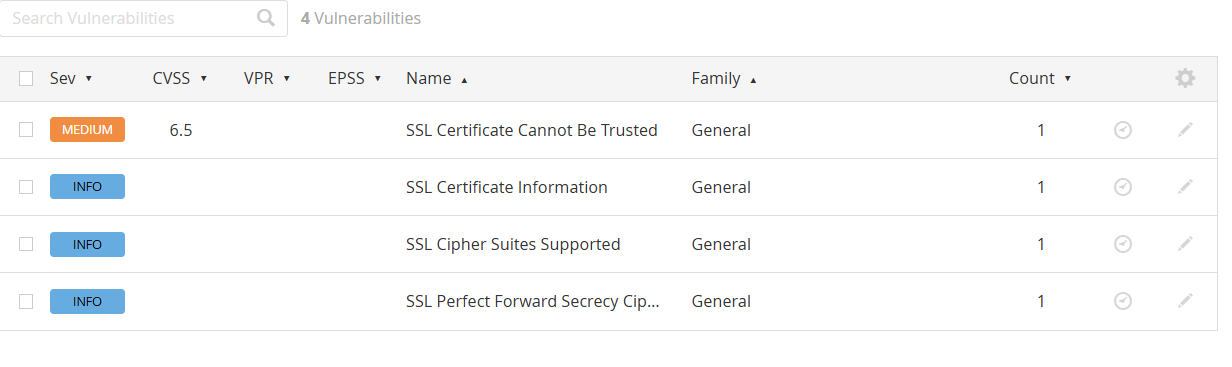 Search Vulnerabilities 4 Vulnerabilities
Sev CVSS VPR EPSS Name Family Count
MEDIUM 6.5 SSL Certificate Cannot Be Trusted General 1
INFO SSL Certificate Information General 1
INFO SSL Cipher Suites Supported General 1
INFO SSL Perfect Forward Secrecy Cip... General 1